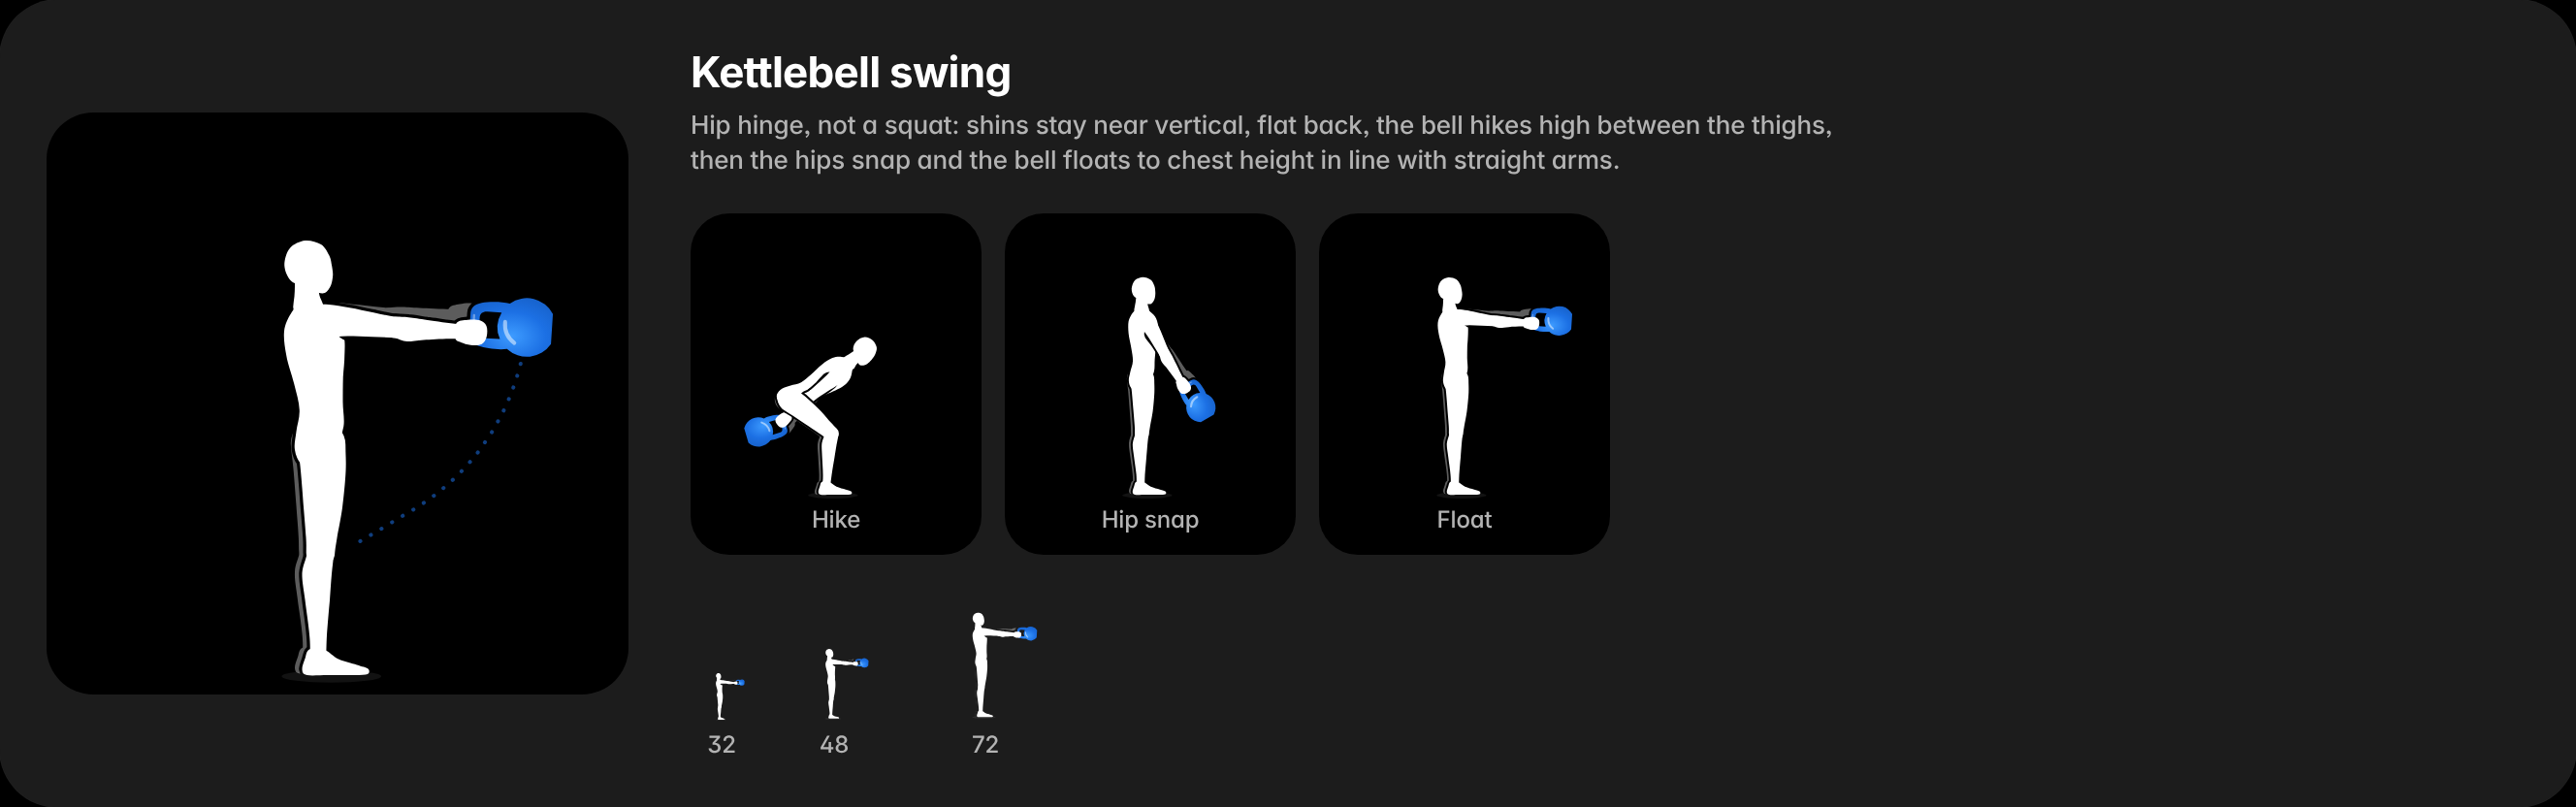 Kettlebell swing
Hip hinge, not a squat: shins stay near vertical, flat back, the bell hikes high between the thighs,
then the hips snap and the bell floats to chest height in line with straight arms.
Hike
Hip snap
Float
32
48
72